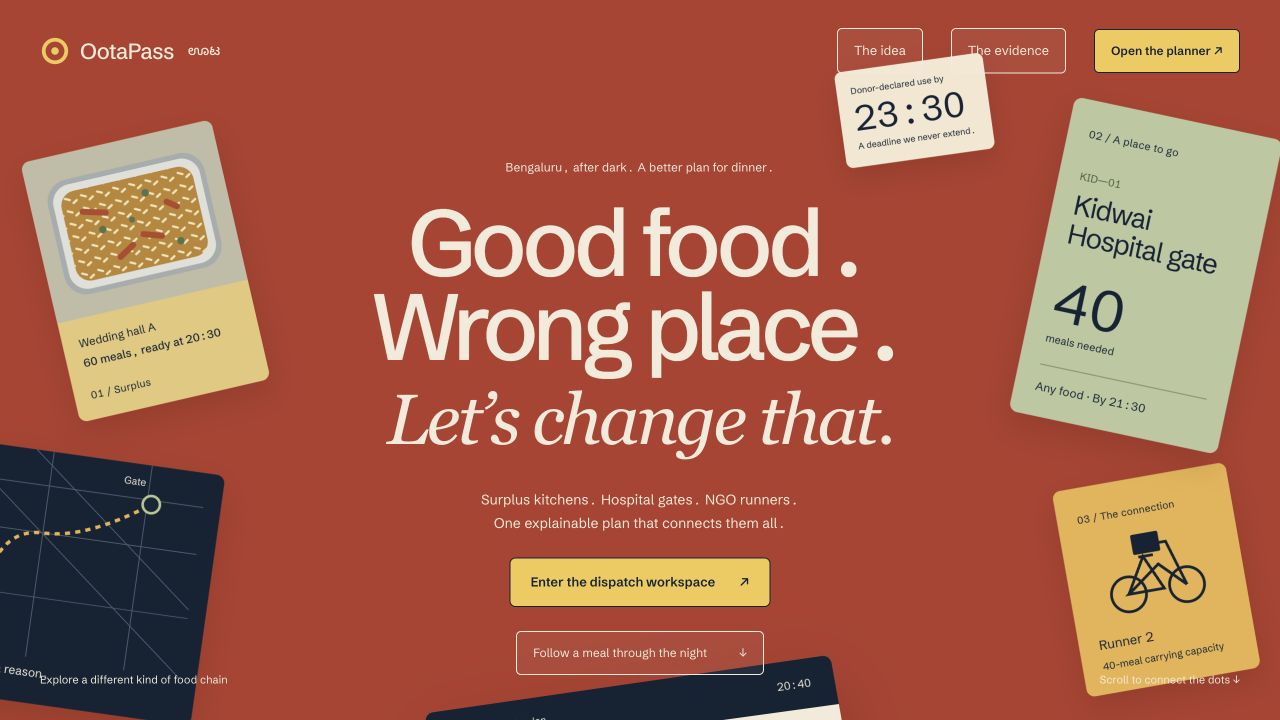 OotaPass ಊಟ
The idea
The evidence
Open the planner ↗
Donor-declared use by
23:30
A deadline we never extend.
Bengaluru, after dark. A better plan for dinner.
Good food.
Wrong place.
Let's change that.
Surplus kitchens. Hospital gates. NGO runners.
One explainable plan that connects them all.
Enter the dispatch workspace ↗
Follow a meal through the night ↓
Wedding hall A
60 meals, ready at 20:30
01 / Surplus
02 / A place to go
KID—01
Kidwai
Hospital gate
40
meals needed
Any food · By 21:30
Gate
reason
Explore a different kind of food chain
03 / The connection
Runner 2
40-meal carrying capacity
Scroll to connect the dots ↓
20:40